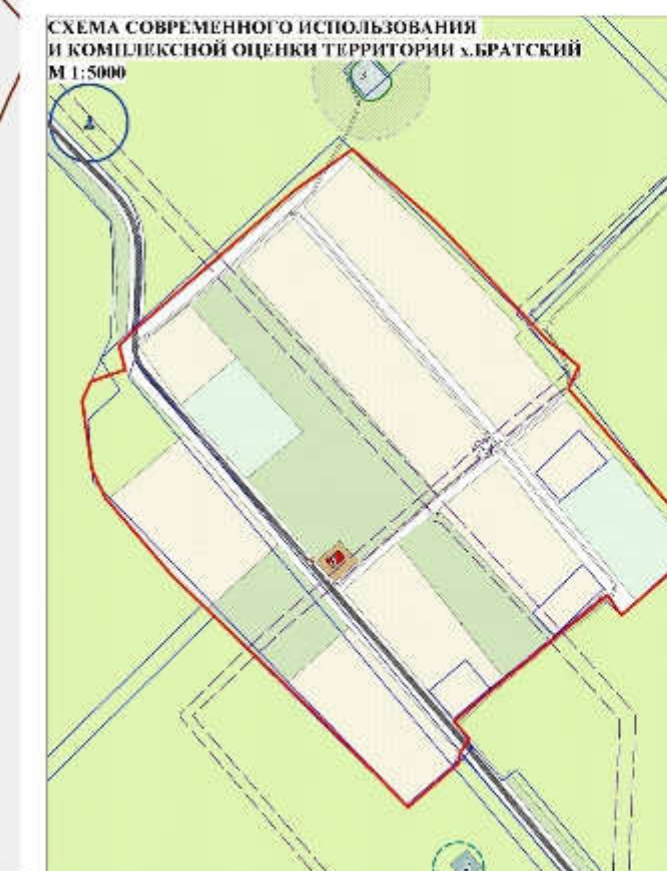 СХЕМА СОВРЕМЕННОГО ИСПОЛЬЗОВАНИЯ
И КОМПЛЕКСНОЙ ОЦЕНКИ ТЕРРИТОРИИ х.БРАТСКИЙ
М 1:5000